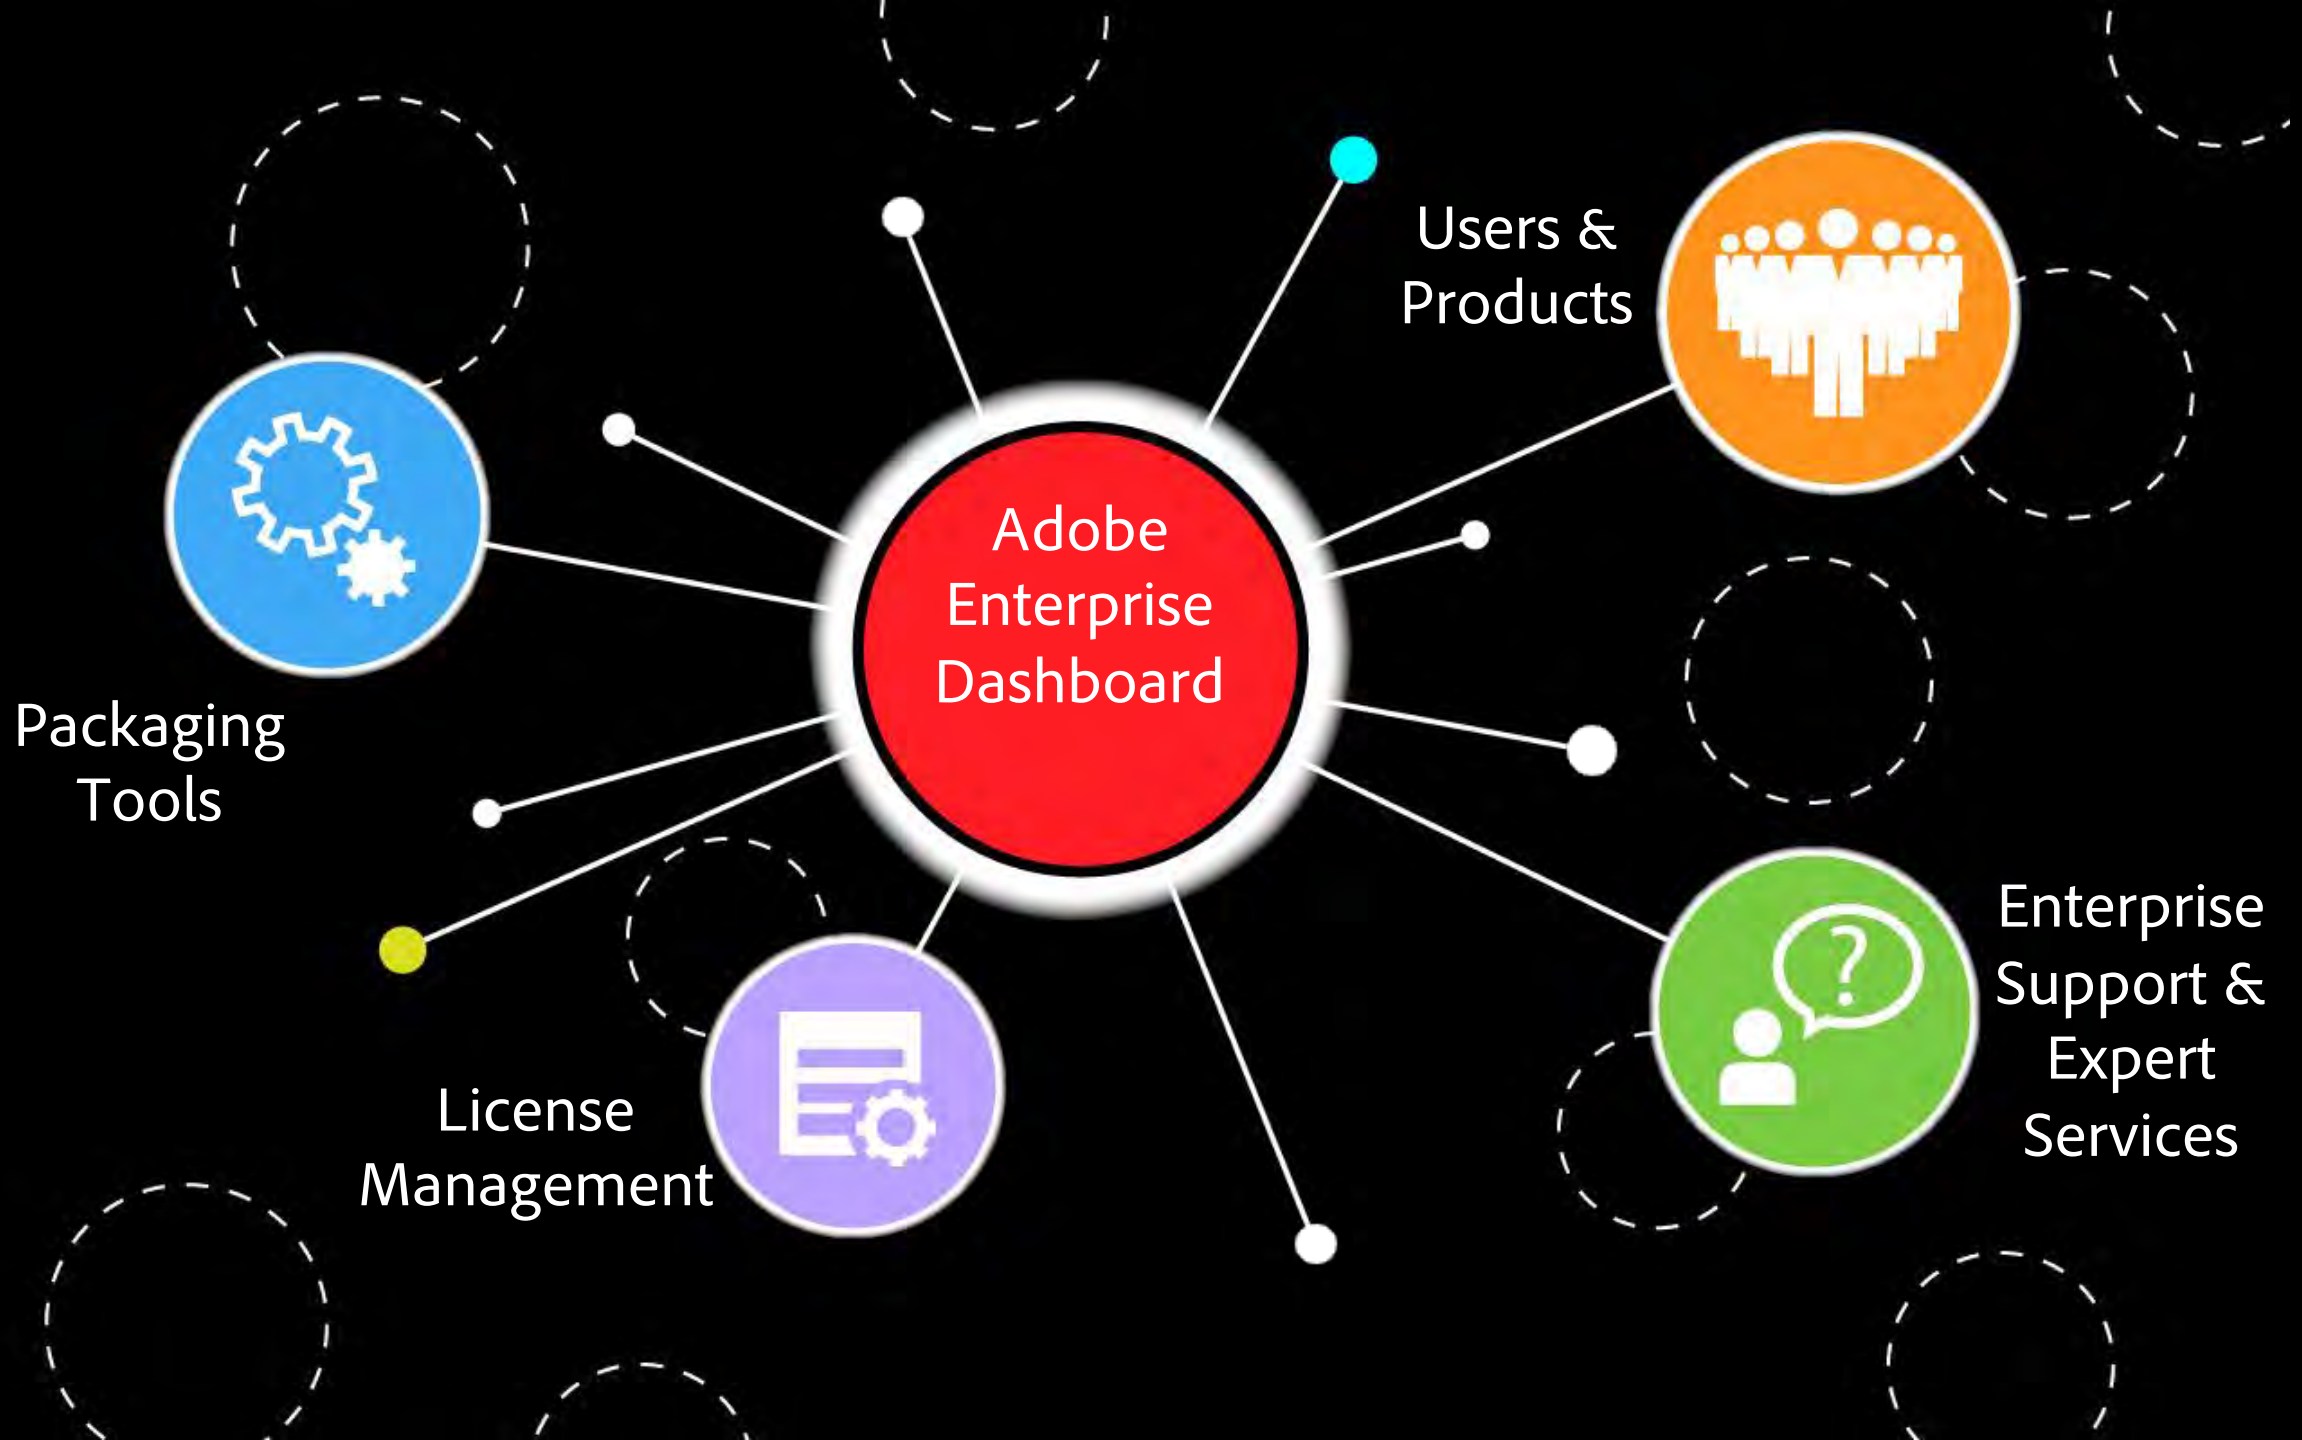 Users &
Products
Adobe
Enterprise
Dashboard
Packaging
Tools
Enterprise
Support &
Expert
Services
License
Management
?